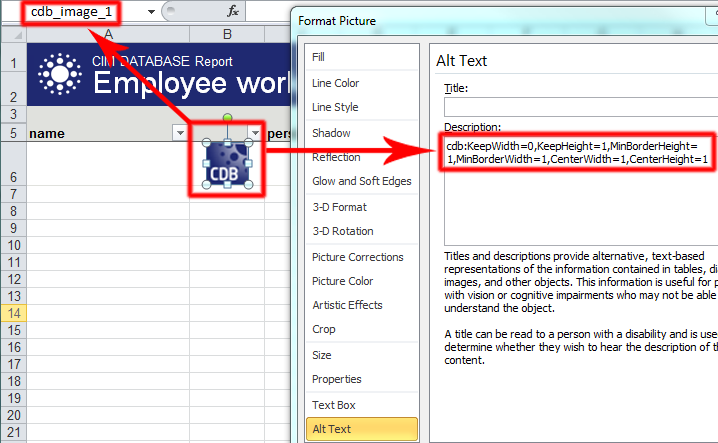 cdb_image_1
fx
Format Picture
A
B
1
CIM DATABASE Report
2
Employee wor
3
5
name
pers
6
CDB
7
8
9
10
11
12
13
14
15
16
17
18
19
20
21
Fill
Line Color
Line Style
Shadow
Reflection
Glow and Soft Edges
3-D Format
3-D Rotation
Picture Corrections
Picture Color
Artistic Effects
Crop
Size
Properties
Text Box
Alt Text
Alt Text
Title:
Description:
cdb:KeepWidth=0,KeepHeight=1,MinBorderHeight=
1,MinBorderWidth=1,CenterWidth=1,CenterHeight=1
Titles and descriptions provide alternative, text-based
representations of the information contained in tables, di
images, and other objects. This information is useful for p
with vision or cognitive impairments who may not be able
understand the object.
A title can be read to a person with a disability and is use
determine whether they wish to hear the description of th
content.